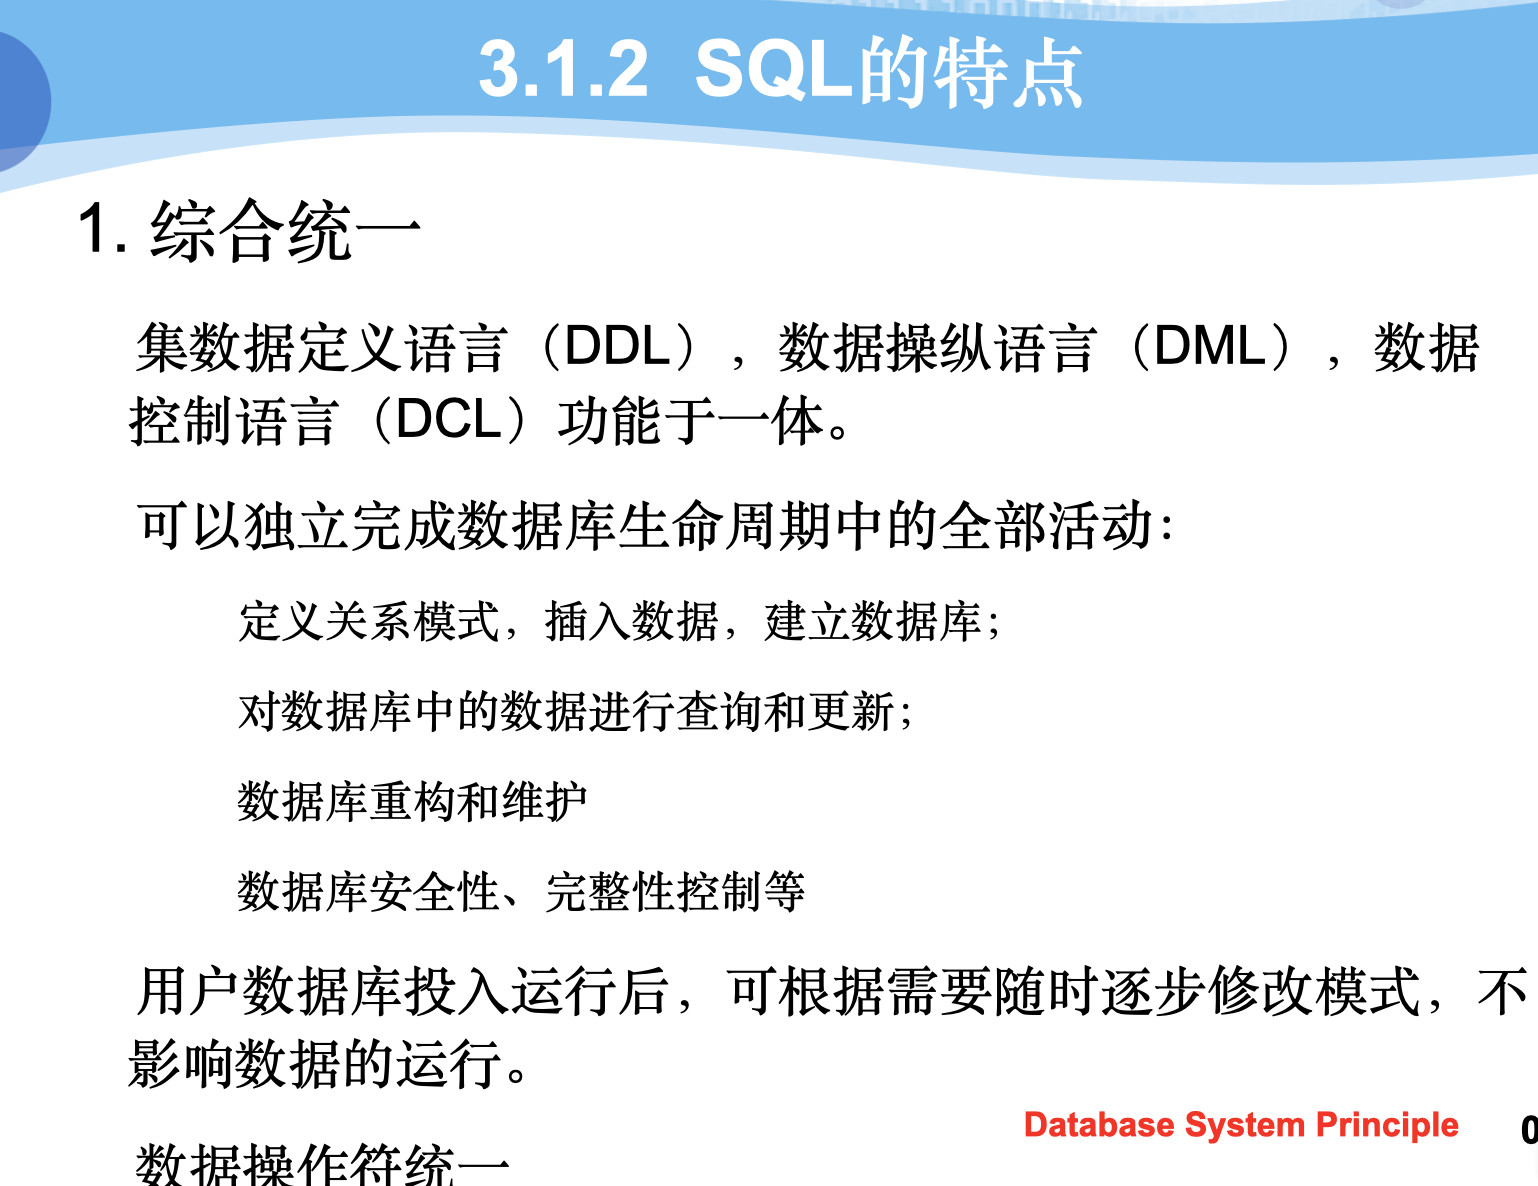 3.1.2 SQL的特点
1. 综合统一
集数据定义语言（DDL），数据操纵语言（DML），数据
控制语言（DCL）功能于一体。
可以独立完成数据库生命周期中的全部活动：
定义关系模式，插入数据，建立数据库；
对数据库中的数据进行查询和更新；
数据库重构和维护
数据库安全性、完整性控制等
用户数据库投入运行后，可根据需要随时逐步修改模式，不
影响数据的运行。
数据操作符统一
Database System Principle